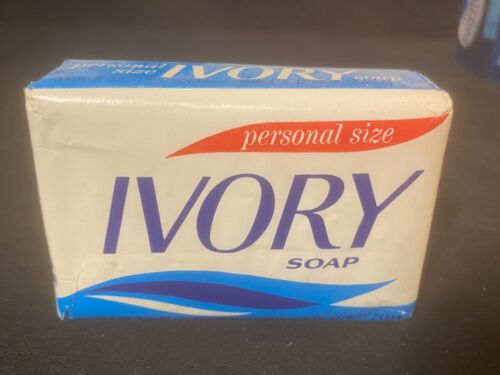 personal
size IVORY soap
personal size
IVORY
SOAP